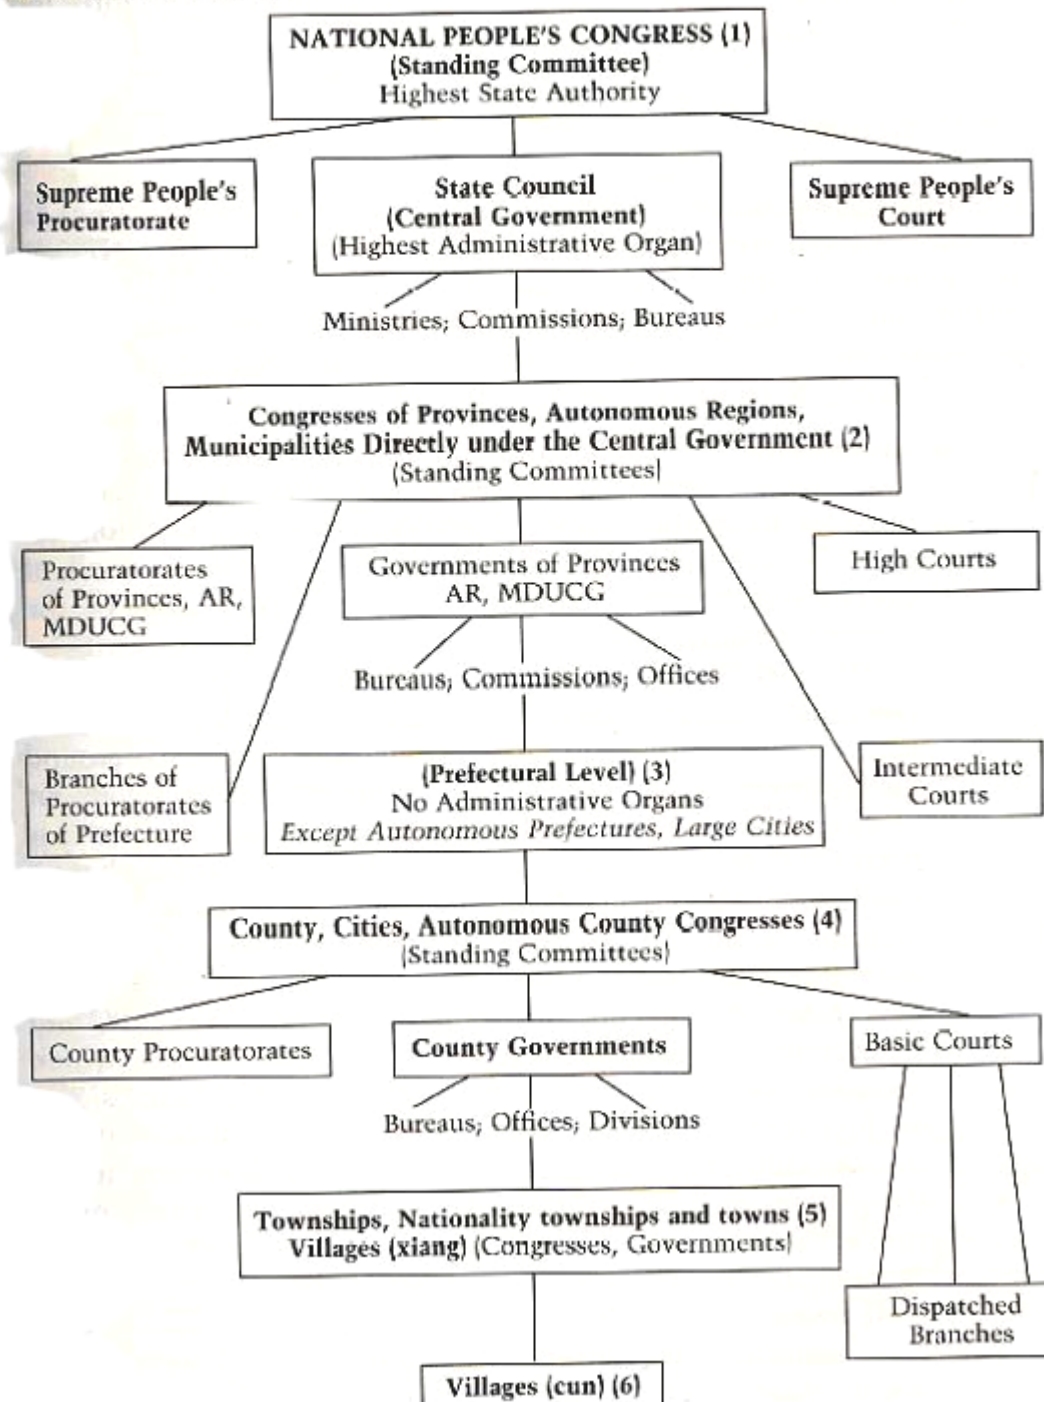 NATIONAL PEOPLE'S CONGRESS (1)
(Standing Committee)
Highest State Authority
Supreme People's
Procuratorate
State Council
(Central Government)
(Highest Administrative Organ)
Supreme People's
Court
Ministries; Commissions; Bureaus
Congresses of Provinces, Autonomous Regions,
Municipalities Directly under the Central Government (2)
(Standing Committees)
Procuratorates
of Provinces, AR,
MDUCG
Governments of Provinces
AR, MDUCG
High Courts
Bureaus; Commissions; Offices
Branches of
Procuratorates
of Prefecture
(Prefectural Level) (3)
No Administrative Organs
Except Autonomous Prefectures, Large Cities
Intermediate
Courts
County, Cities, Autonomous County Congresses (4)
(Standing Committees)
County Procuratorates
County Governments
Basic Courts
Bureaus; Offices; Divisions
Townships, Nationality townships and towns (5)
Villages (xiang) (Congresses, Governments)
Dispatched
Branches
Villages (cun) (6)